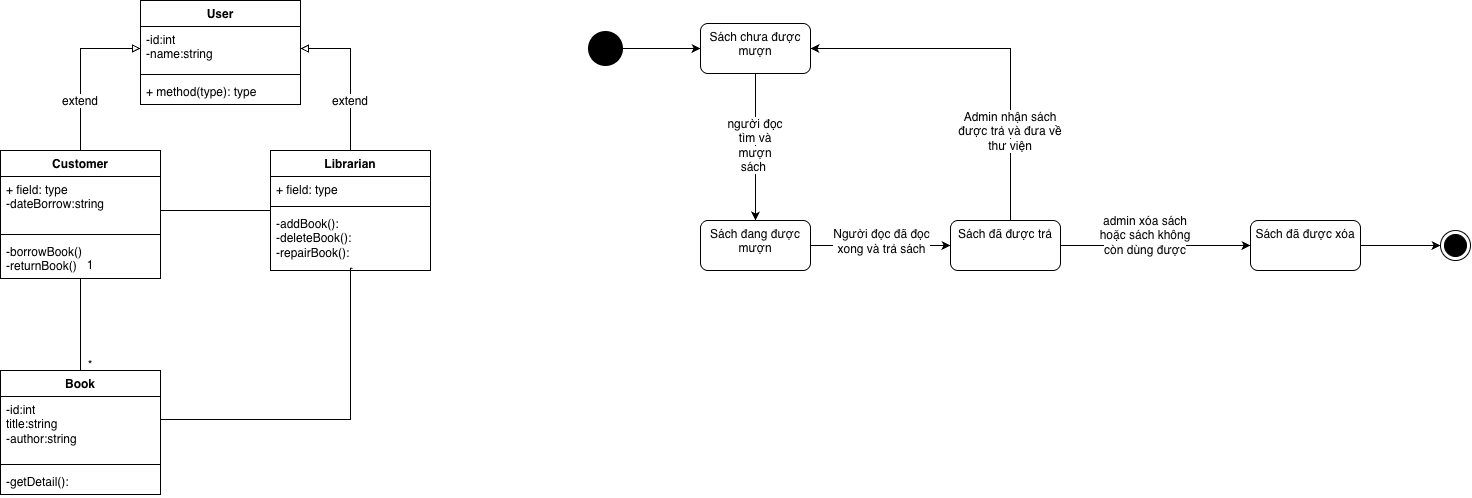 User
-id:int
-name:string
+ method(type): type
extend
extend
Customer
+ field: type
-dateBorrow:string
-borrowBook()
-returnBook()
1
Librarian
+ field: type
-addBook():
-deleteBook():
-repairBook():
*
Book
-id:int
title:string
-author:string
-getDetail():
Sách chưa được
mượn
người đọc
tìm và
mượn
sách
Admin nhận sách
được trả và đưa về
thư viện
Sách đang được
mượn
Người đọc đã đọc
xong và trả sách
Sách đã được trả
admin xóa sách
hoặc sách không
còn dùng được
Sách đã được xóa